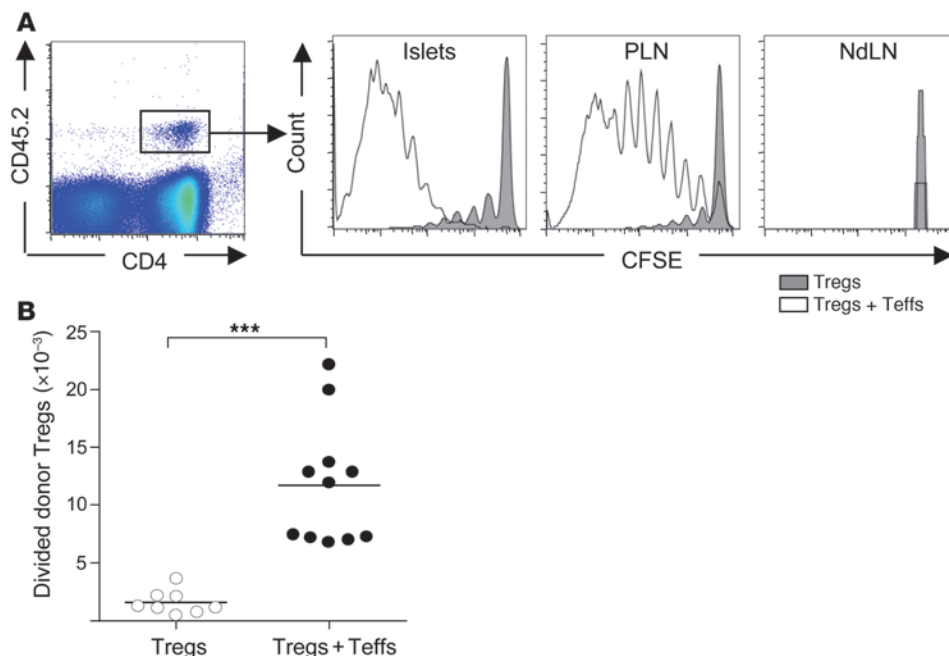 A
CD45.2
CD4
Count
Islets
PLN
NdLN
CFSE
Tregs
Tregs + Teffs
B
Divided donor Tregs (×10⁻³)
25
20
15
10
5
***
Tregs
Tregs + Teffs